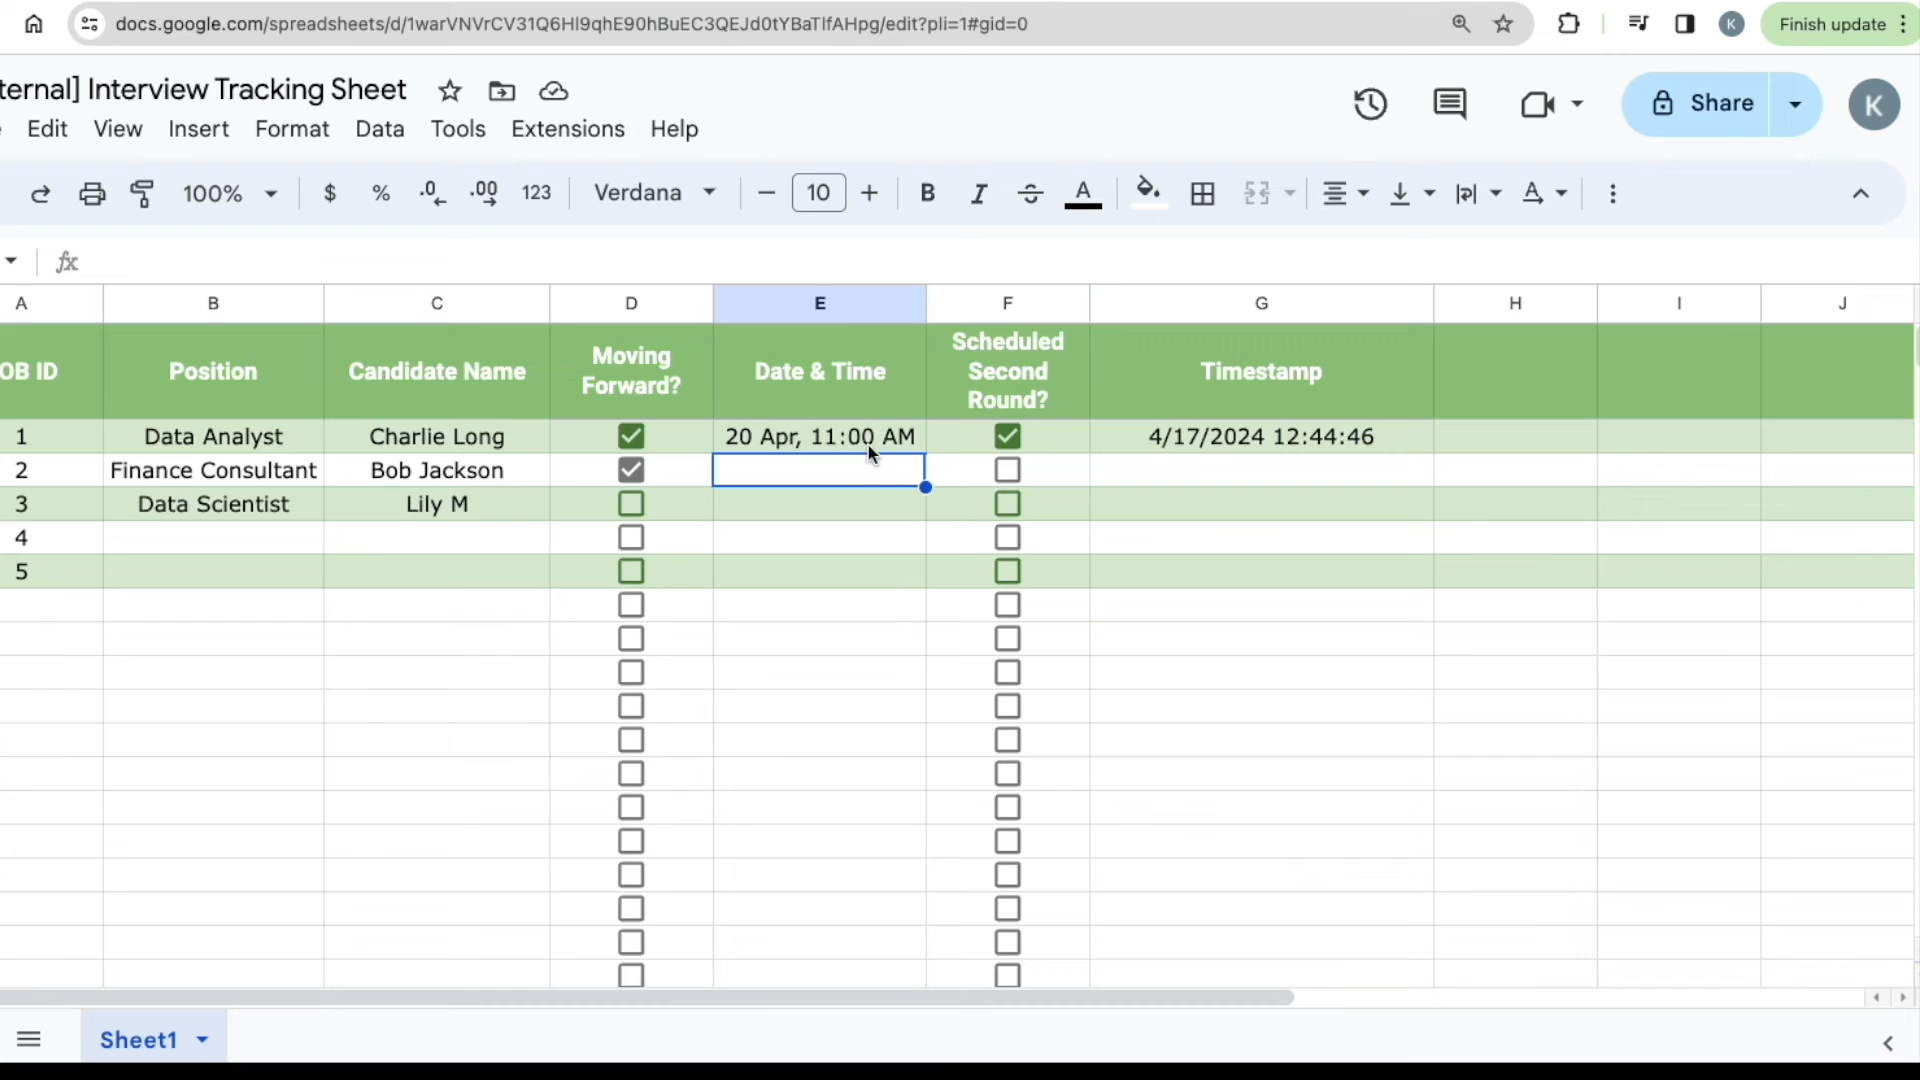 docs.google.com/spreadsheets/d/1warVNVrCV31Q6HI9qhE90hBuEC3QEJd0tYBaTIfAHpg/edit?pli=1#gid=0
K
Finish update
ternal] Interview Tracking Sheet
Share
K
Edit View Insert Format Data Tools Extensions Help
100% $ % .0 .00 123 Verdana 10 B I A A
fx
A B C D E F G H I J
OB ID Position Candidate Name Moving Forward? Date & Time Scheduled Second Round? Timestamp
1 Data Analyst Charlie Long 20 Apr, 11:00 AM 4/17/2024 12:44:46
2 Finance Consultant Bob Jackson
3 Data Scientist Lily M
4
5
Sheet1